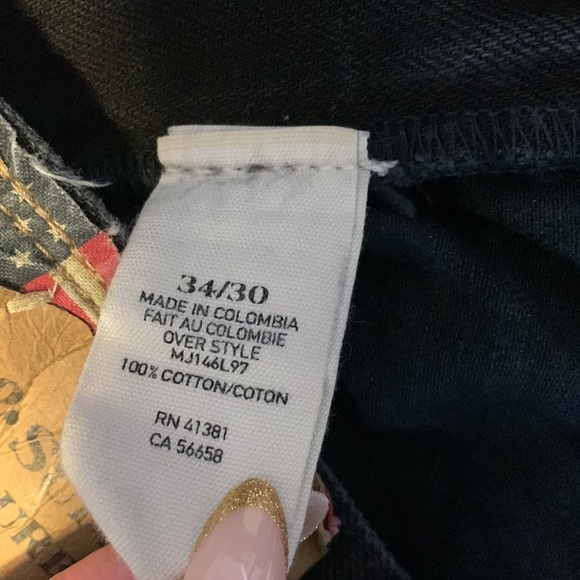 34/30
MADE IN COLOMBIA
FAIT AU COLOMBIE
OVER STYLE
MJ146L97
100% COTTON/COTON
RN 41381
CA 56658